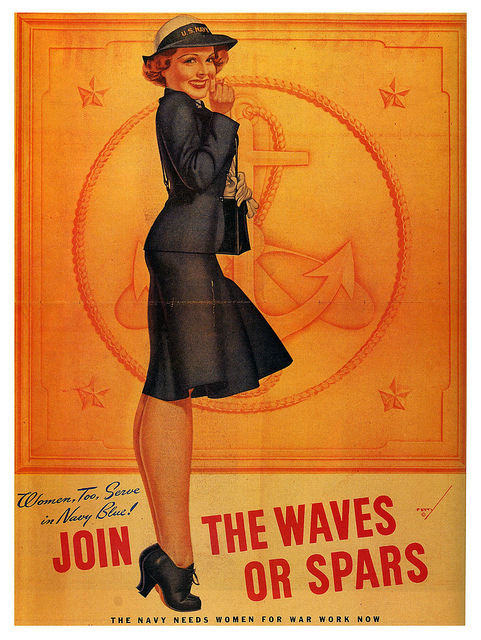 U.S. NAVY
Women, Too, Serve
in Navy Blue!
JOIN THE WAVES
OR SPARS
PETTY
THE NAVY NEEDS WOMEN FOR WAR WORK NOW